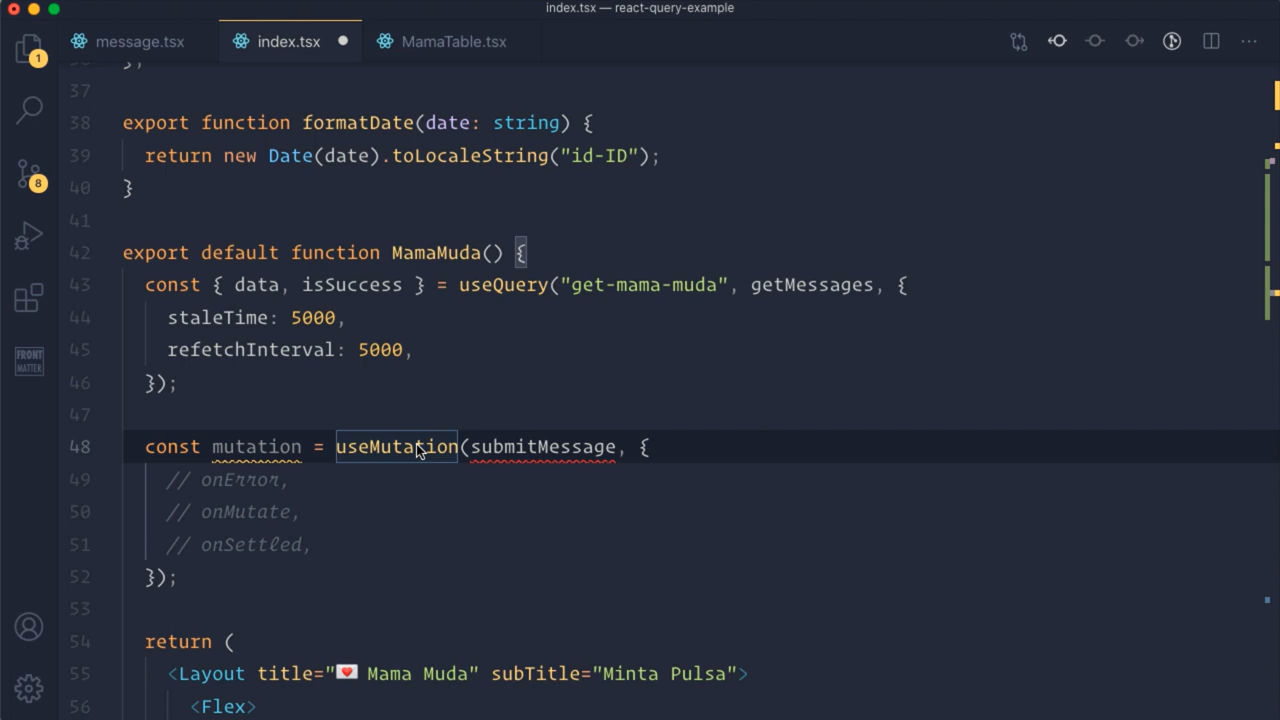 index.tsx — react-query-example
message.tsx index.tsx MamaTable.tsx
1
8
FRONT
MATTER
37
38 export function formatDate(date: string) {
39 return new Date(date).toLocaleString("id-ID");
40 }
41
42 export default function MamaMuda() {
43 const { data, isSuccess } = useQuery("get-mama-muda", getMessages, {
44 staleTime: 5000,
45 refetchInterval: 5000,
46 });
47
48 const mutation = useMutation(submitMessage, {
49 // onError,
50 // onMutate,
51 // onSettled,
52 });
53
54 return (
55 <Layout title="💌 Mama Muda" subTitle="Minta Pulsa">
56 <Flex>